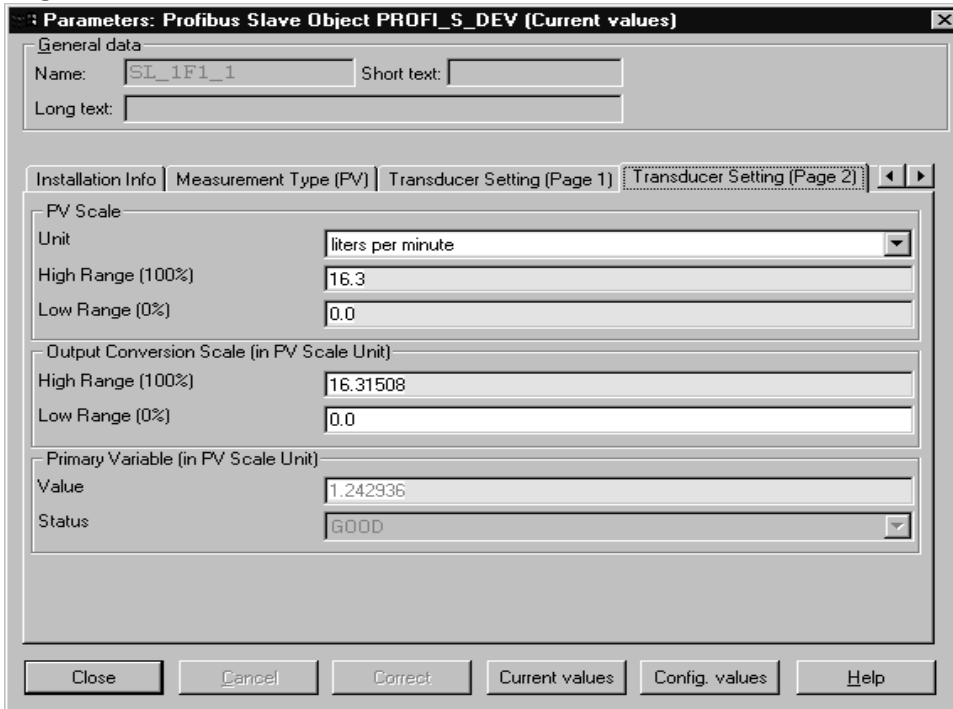 Parameters: Profibus Slave Object PROFI_S_DEV (Current values)
General data
Name: SL_1F1_1 Short text:
Long text:
Installation Info Measurement Type (PV) Transducer Setting (Page 1) Transducer Setting (Page 2)
PV Scale
Unit liters per minute
High Range (100%) 16.3
Low Range (0%) 0.0
Output Conversion Scale (in PV Scale Unit)
High Range (100%) 16.31508
Low Range (0%) 0.0
Primary Variable (in PV Scale Unit)
Value 1.242936
Status GOOD
Close Cancel Correct Current values Config. values Help